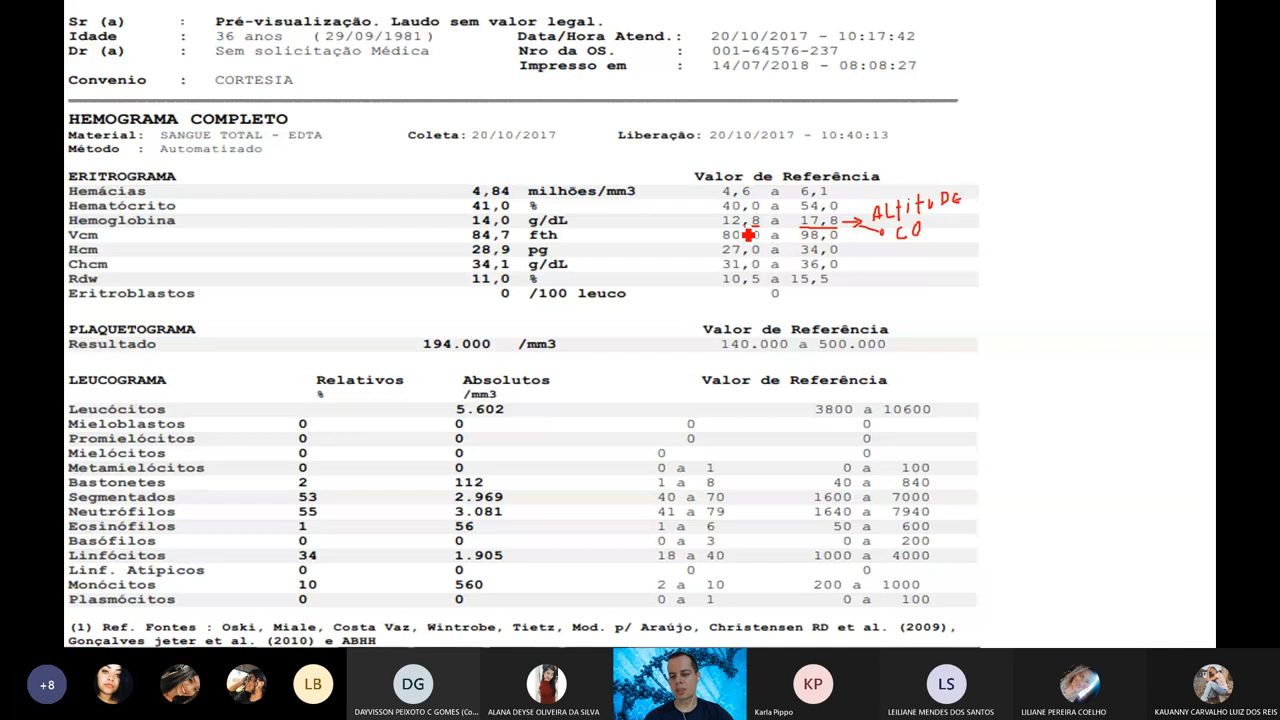 Sr (a) : Pré-visualização. Laudo sem valor legal.
Idade : 36 anos (29/09/1981) Data/Hora Atend.: 20/10/2017 - 10:17:42
Dr (a) : Sem solicitação Médica Nro da OS. : 001-64576-237
Impresso em : 14/07/2018 - 08:08:27
Convenio : CORTESIA
HEMOGRAMA COMPLETO
Material: SANGUE TOTAL - EDTA Coleta: 20/10/2017 Liberação: 20/10/2017 - 10:40:13
Método : Automatizado
ERITROGRAMA Valor de Referência
Hemácias 4,84 milhões/mm3 4,6 a 6,1
Hematócrito 41,0 % 40,0 a 54,0
Hemoglobina 14,0 g/dL 12,8 a 17,8 ALtituDE
Vcm 84,7 fth 80,0 a 98,0 CO
Hcm 28,9 pg 27,0 a 34,0
Chcm 34,1 g/dL 31,0 a 36,0
Rdw 11,0 % 10,5 a 15,5
Eritroblastos 0 /100 leuco 0
PLAQUETOGRAMA Valor de Referência
Resultado 194.000 /mm3 140.000 a 500.000
LEUCOGRAMA Relativos Absolutos Valor de Referência
% /mm3
Leucócitos 5.602 3800 a 10600
Mieloblastos 0 0 0 0
Promielócitos 0 0 0 0
Mielócitos 0 0 0 0
Metamielócitos 0 0 0 a 1 0 a 100
Bastonetes 2 112 1 a 8 40 a 840
Segmentados 53 2.969 40 a 70 1600 a 7000
Neutrófilos 55 3.081 41 a 79 1640 a 7940
Eosinófilos 1 56 1 a 6 50 a 600
Basófilos 0 0 0 a 3 0 a 200
Linfócitos 34 1.905 18 a 40 1000 a 4000
Linf. Atípicos 0 0 0 0
Monócitos 10 560 2 a 10 200 a 1000
Plasmócitos 0 0 0 a 1 0 a 100
(1) Ref. Fontes : Oski, Miale, Costa Vaz, Wintrobe, Tietz, Mod. p/ Araújo, Christensen RD et al. (2009),
Gonçalves jeter et al. (2010) e ABHH
+8 LB DG KP LS
DAYVISSON PEIXOTO C GOMES (Co... ALANA DEYSE OLIVEIRA DA SILVA Karla Pippo LEILIANE MENDES DOS SANTOS LILIANE PEREIRA COELHO KAUANNY CARVALHO LUIZ DOS REIS